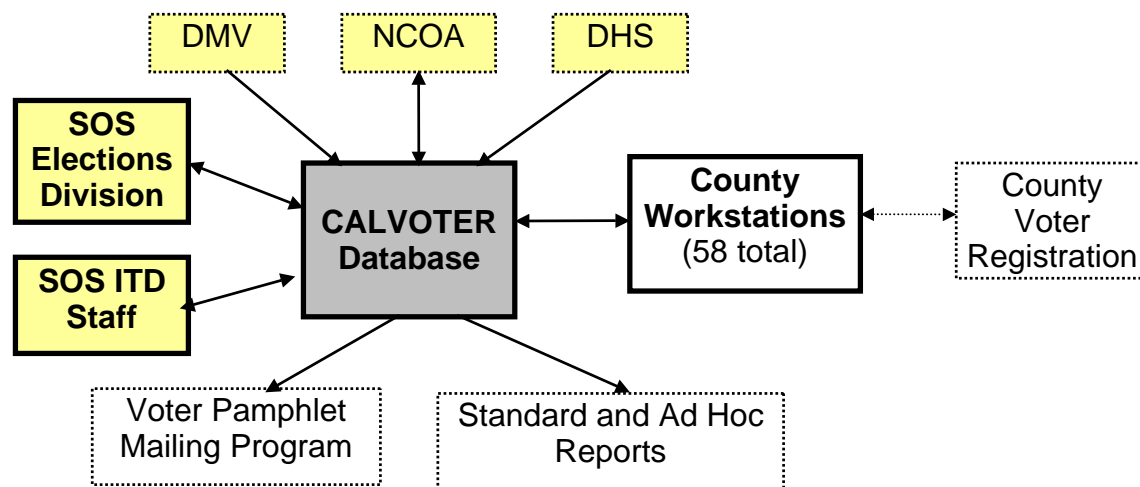 DMV
NCOA
DHS
SOS
Elections
Division
CALVOTER
Database
County
Workstations
(58 total)
County
Voter
Registration
SOS ITD
Staff
Voter Pamphlet
Mailing Program
Standard and Ad Hoc
Reports